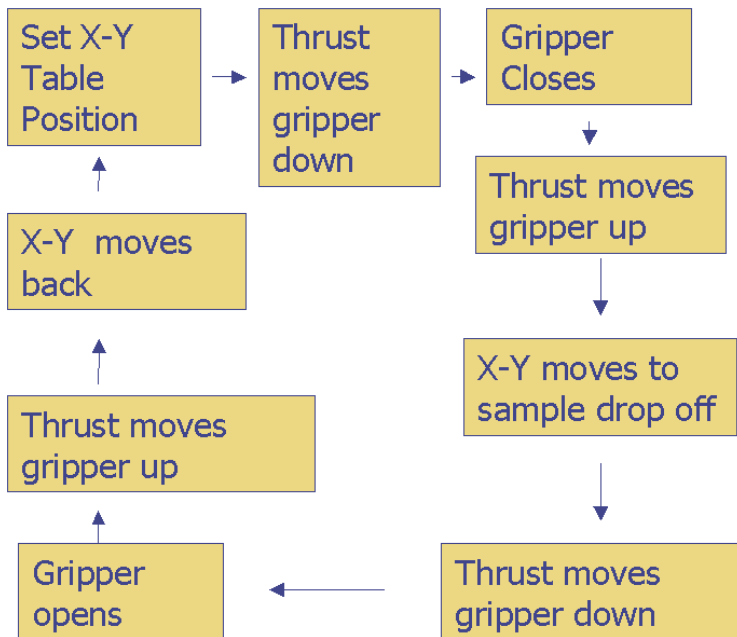 Set X-Y
Table
Position
Thrust
moves
gripper
down
Gripper
Closes
Thrust moves
gripper up
X-Y moves to
sample drop off
Thrust moves
gripper down
Gripper
opens
Thrust moves
gripper up
X-Y moves
back